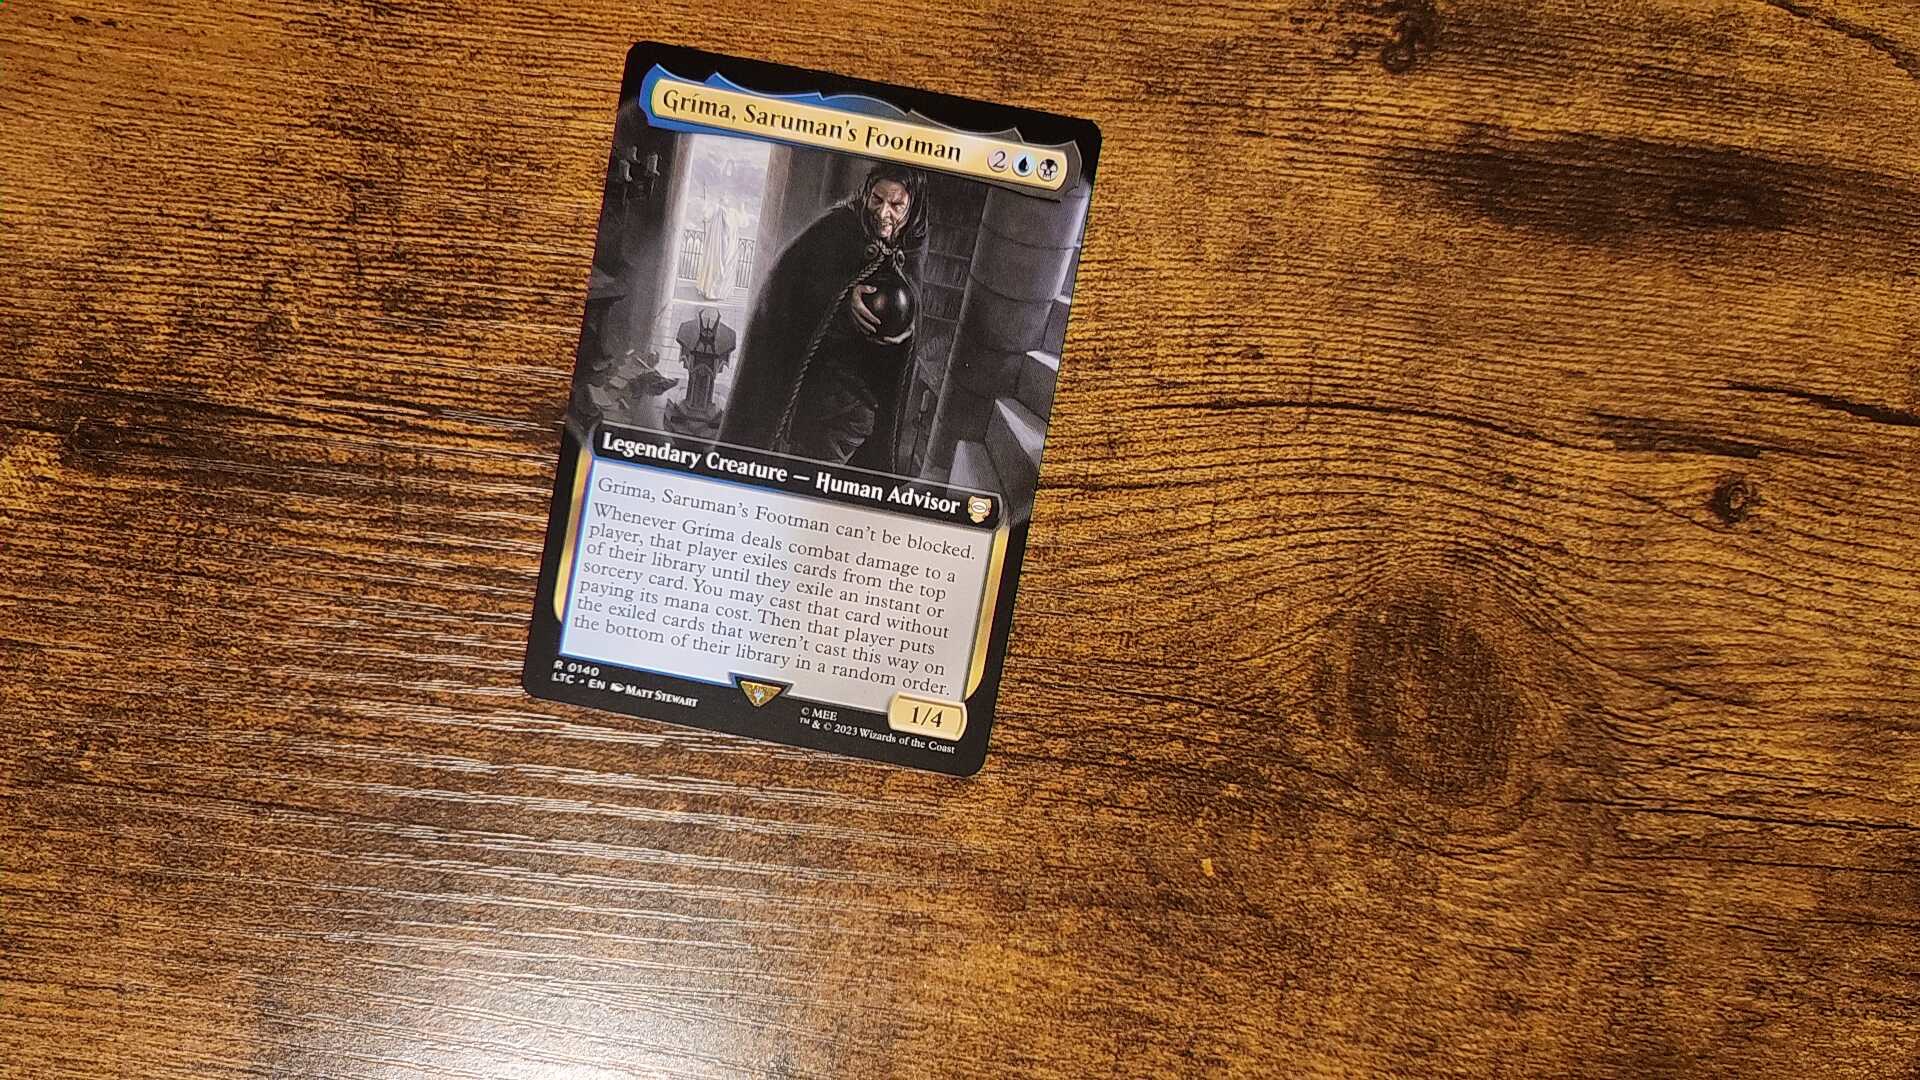 Gríma, Saruman's Footman 2
Legendary Creature — Human Advisor
Gríma, Saruman's Footman can't be blocked.
Whenever Gríma deals combat damage to a
player, that player exiles cards from the top
of their library until they exile an instant or
sorcery card. You may cast that card without
paying its mana cost. Then that player puts
the exiled cards that weren't cast this way on
the bottom of their library in a random order.
1/4
R 0140
LTC • EN Matt Stewart
© MEE
™ & © 2023 Wizards of the Coast